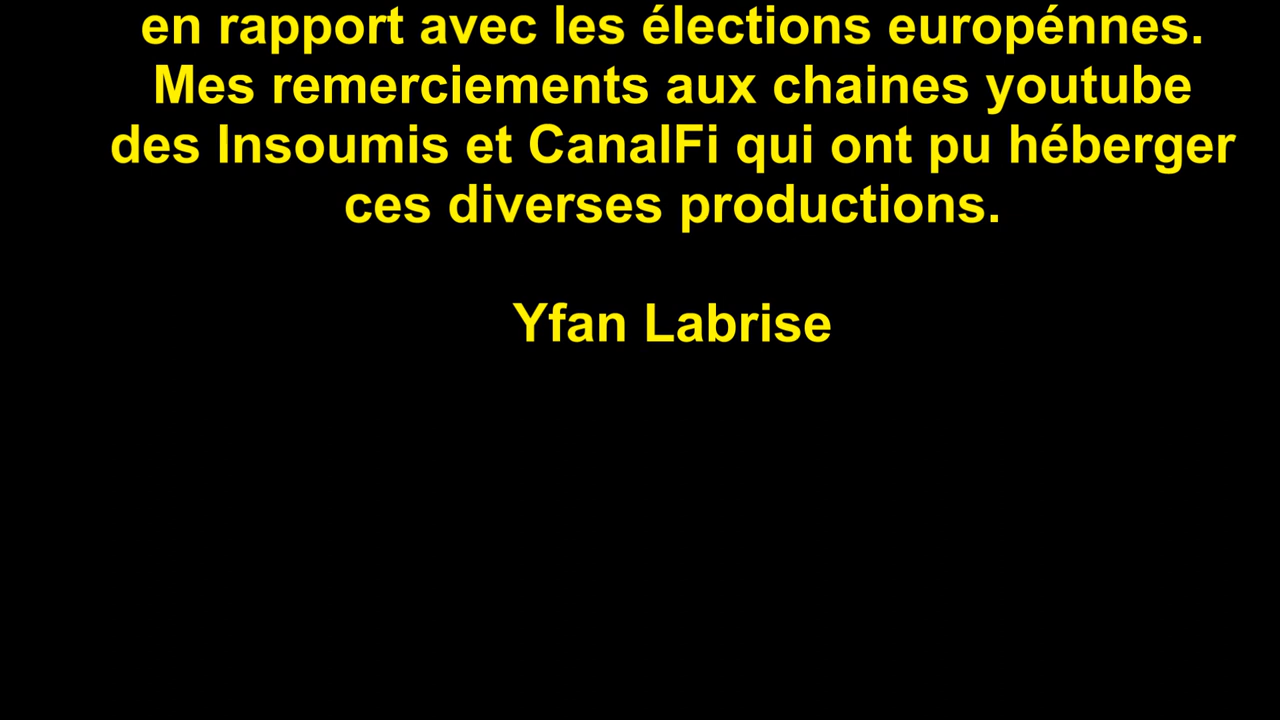 en rapport avec les élections europénnes.
Mes remerciements aux chaines youtube
des Insoumis et CanalFi qui ont pu héberger
ces diverses productions.
Yfan Labrise